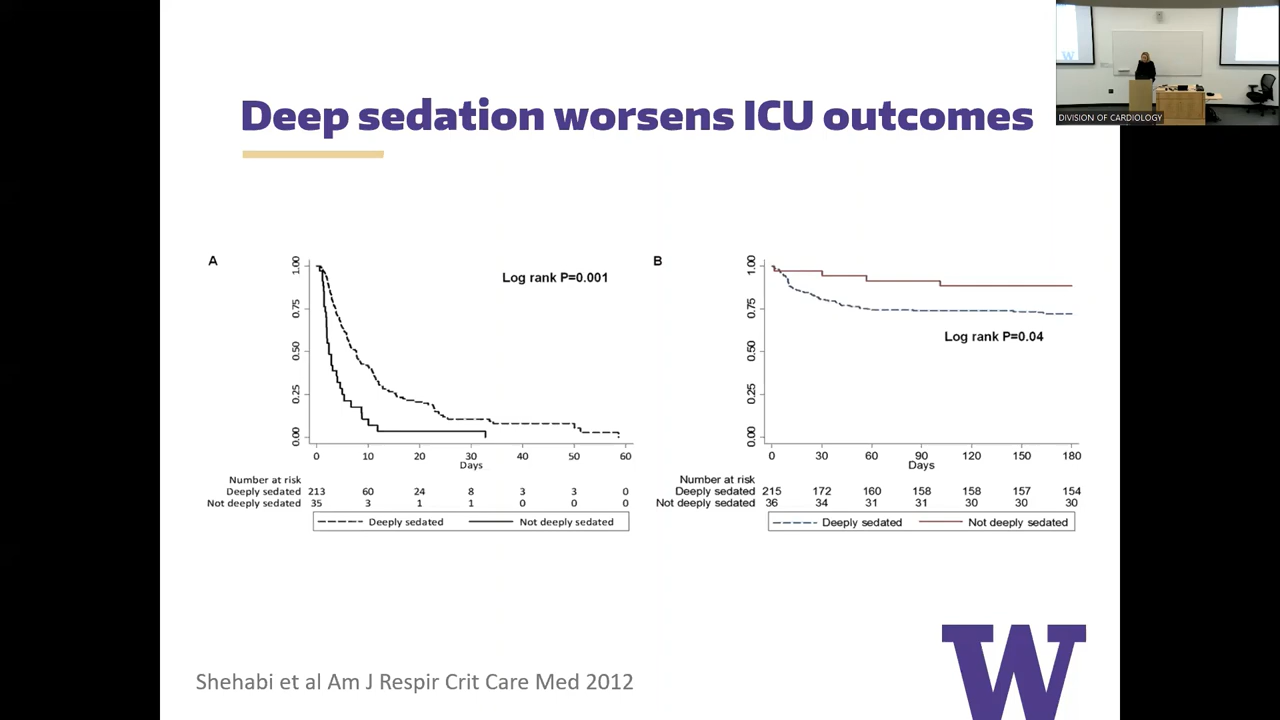 DIVISION OF CARDIOLOGY
Deep sedation worsens ICU outcomes
A
Log rank P=0.001
1.00
0.75
0.50
0.25
0.00
0 10 20 30 40 50 60
Days
Number at risk
Deeply sedated 213 60 24 8 3 3 0
Not deeply sedated 35 3 1 1 0 0 0
Deeply sedated Not deeply sedated
B
1.00
0.75
0.50
0.25
0.00
Log rank P=0.04
0 30 60 90 120 150 180
Days
Number at risk
Deeply sedated 215 172 160 158 158 157 154
Not deeply sedated 36 34 31 31 30 30 30
Deeply sedated Not deeply sedated
Shehabi et al Am J Respir Crit Care Med 2012
W